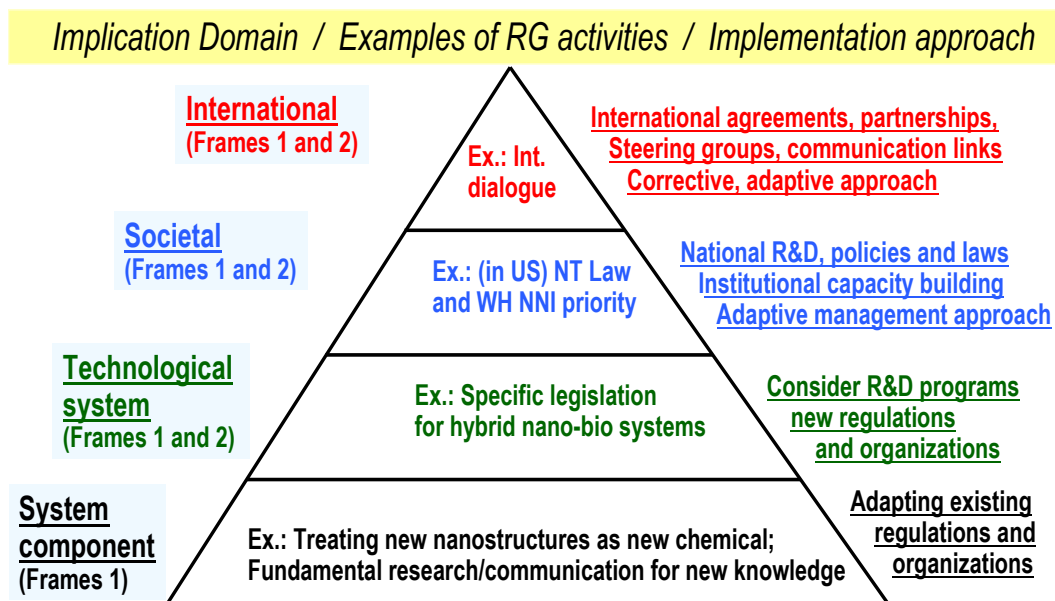 Implication Domain / Examples of RG activities / Implementation approach
International
(Frames 1 and 2)
Ex.: Int.
dialogue
International agreements, partnerships,
Steering groups, communication links
Corrective, adaptive approach
Societal
(Frames 1 and 2)
Ex.: (in US) NT Law
and WH NNI priority
National R&D, policies and laws
Institutional capacity building
Adaptive management approach
Technological
system
(Frames 1 and 2)
Ex.: Specific legislation
for hybrid nano-bio systems
Consider R&D programs
new regulations
and organizations
System
component
(Frames 1)
Ex.: Treating new nanostructures as new chemical;
Fundamental research/communication for new knowledge
Adapting existing
regulations and
organizations